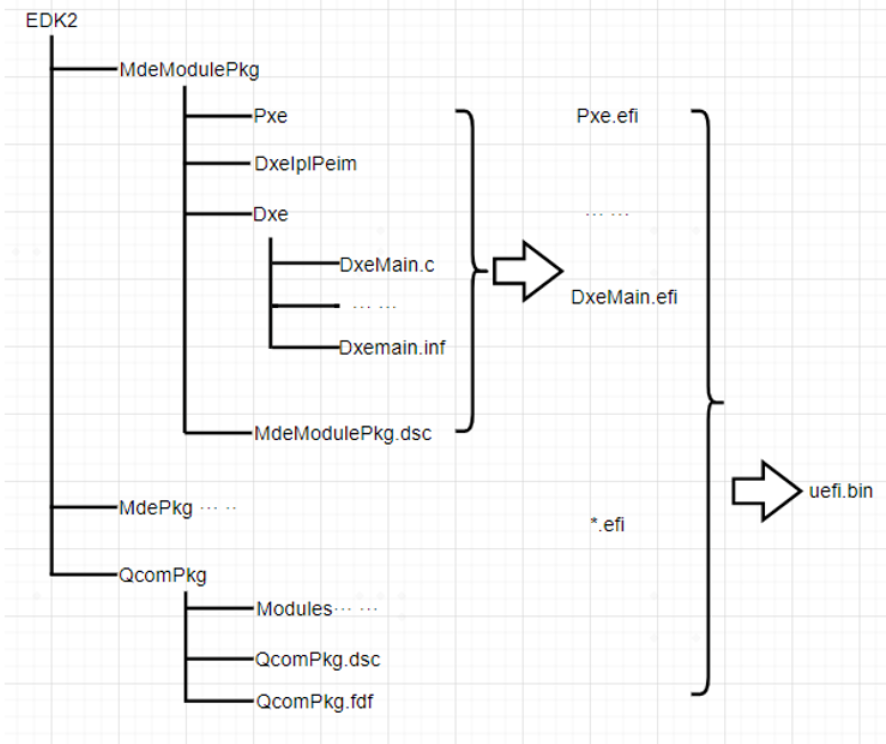 EDK2
MdeModulePkg
Pxe
DxeIplPeim
Dxe
DxeMain.c
... ...
Dxemain.inf
MdeModulePkg.dsc
MdePkg ... ..
QcomPkg
Modules... ...
QcomPkg.dsc
QcomPkg.fdf
Pxe.efi
... ...
DxeMain.efi
*.efi
uefi.bin